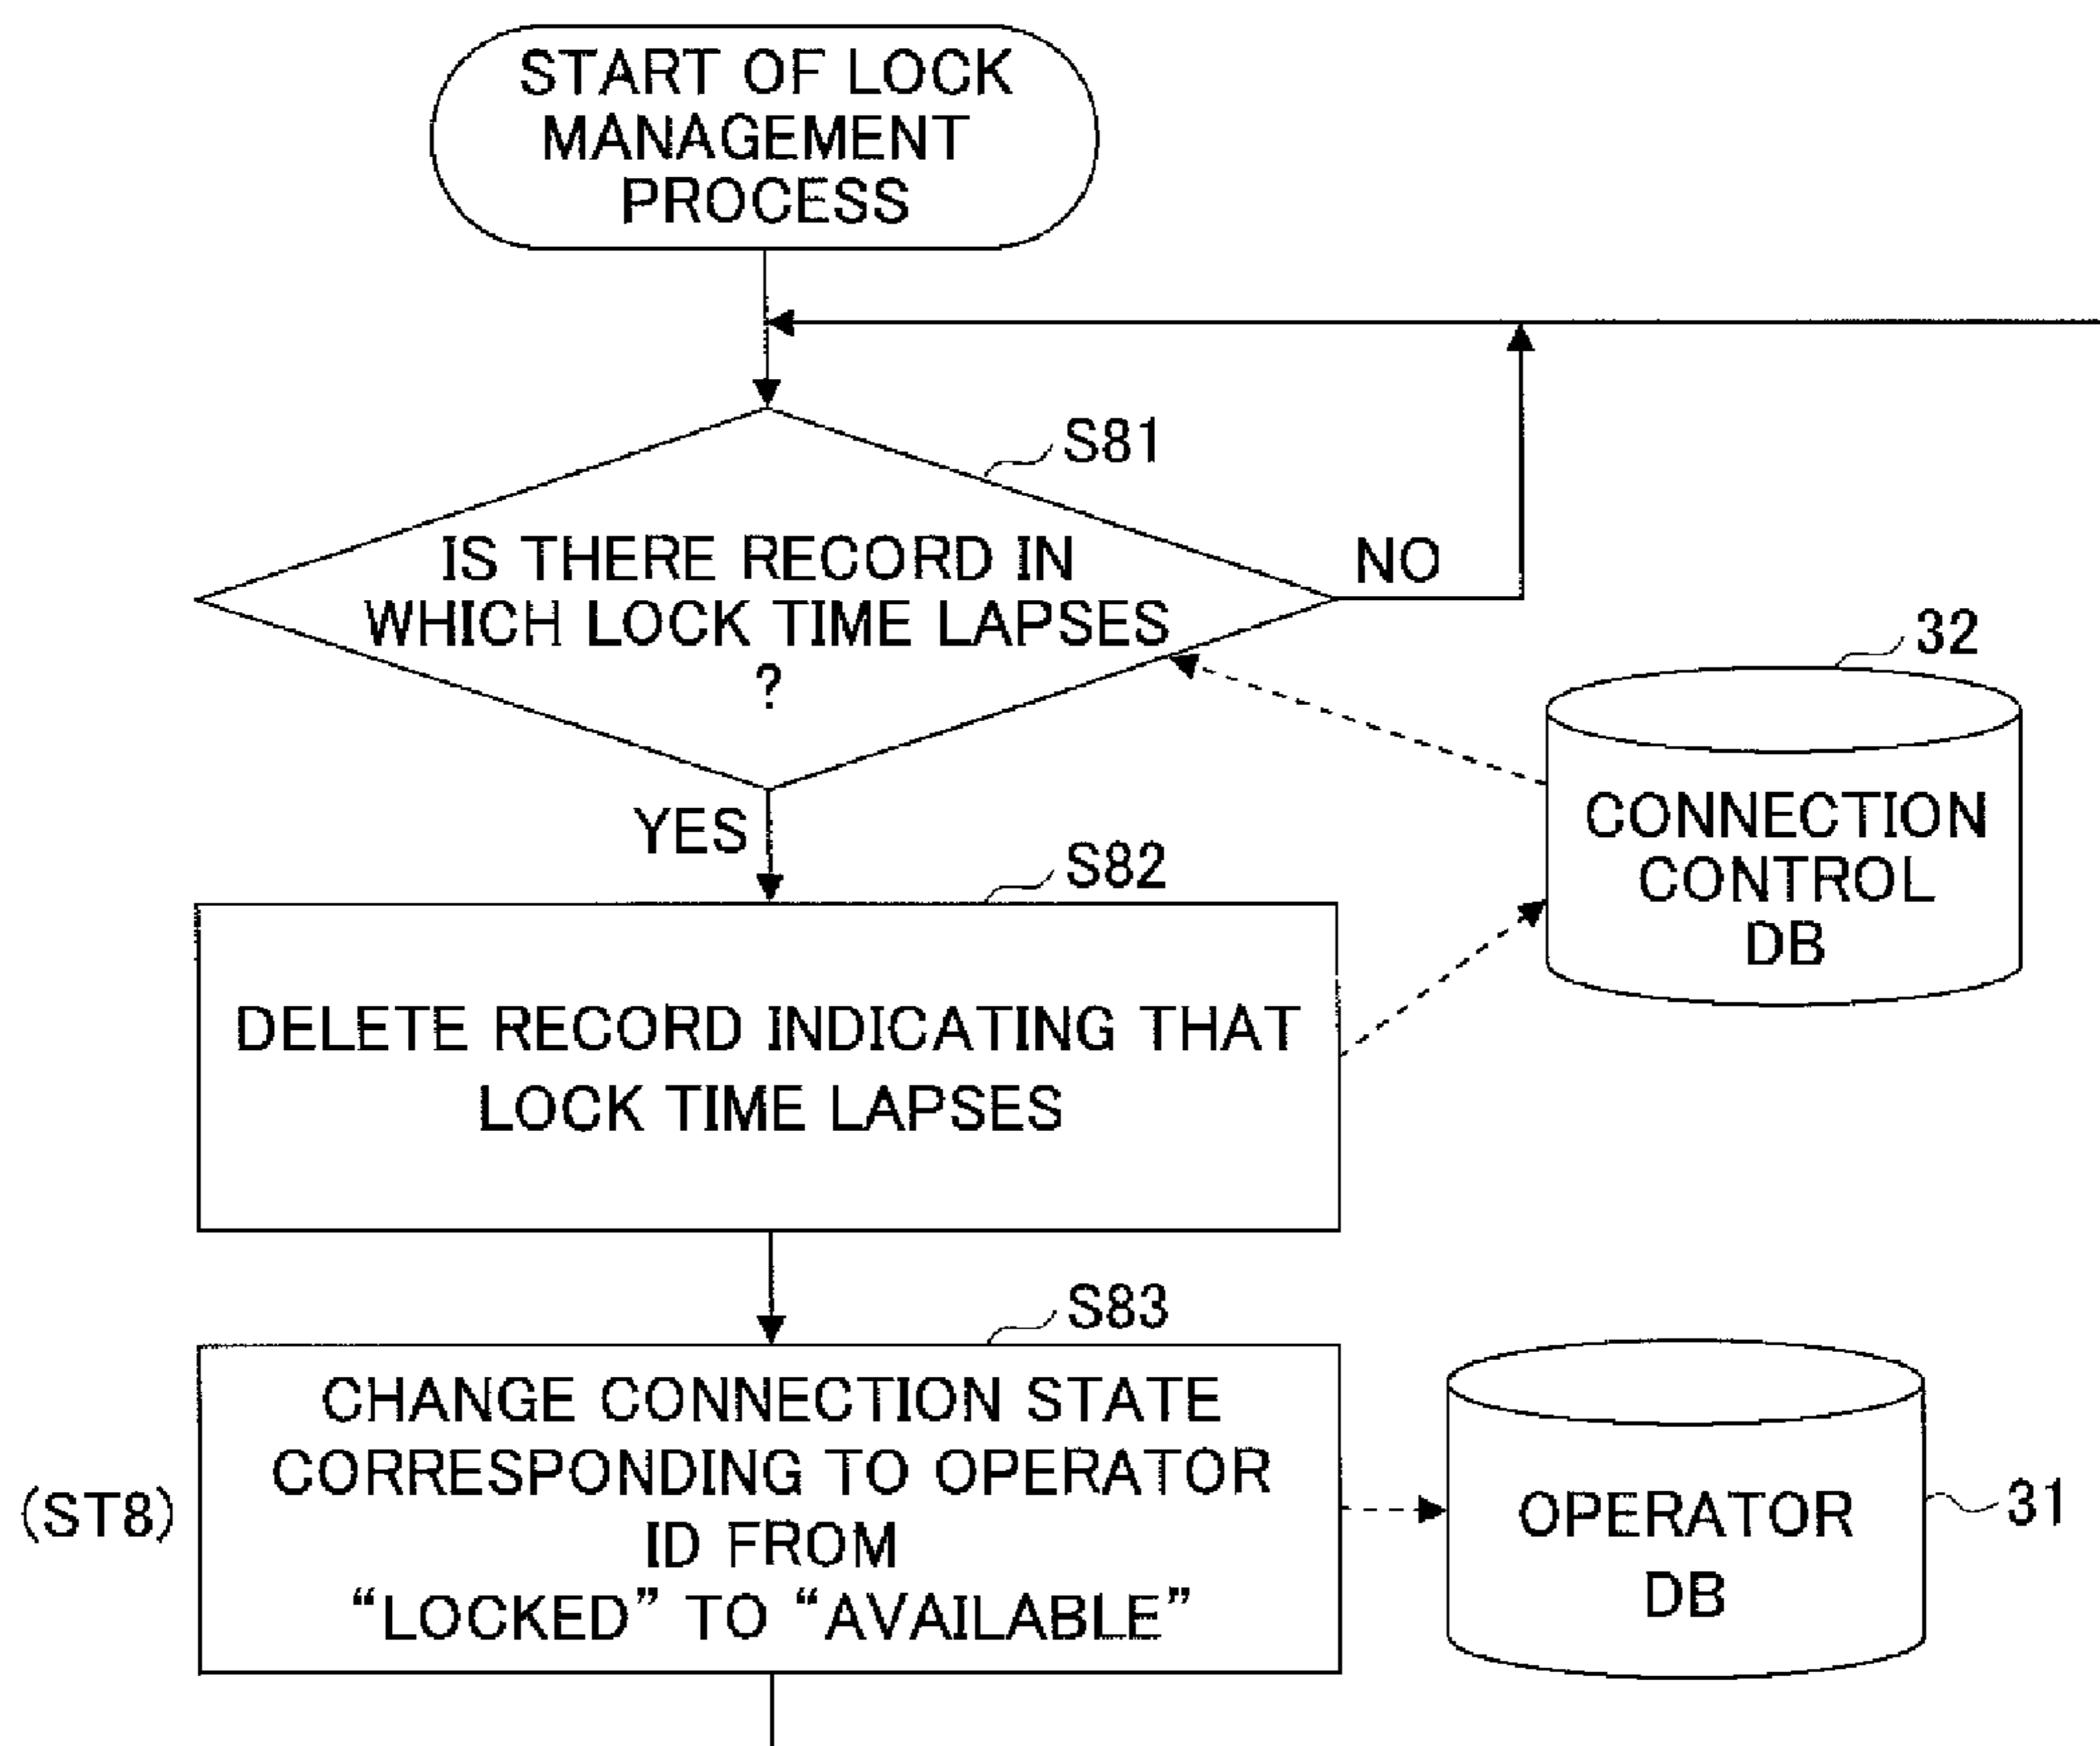 START OF LOCK
MANAGEMENT
PROCESS
S81
IS THERE RECORD IN
WHICH LOCK TIME LAPSES
?
NO
32
CONNECTION
CONTROL
DB
YES
S82
DELETE RECORD INDICATING THAT
LOCK TIME LAPSES
S83
(ST8)
CHANGE CONNECTION STATE
CORRESPONDING TO OPERATOR
ID FROM
“LOCKED” TO “AVAILABLE”
OPERATOR
DB
31